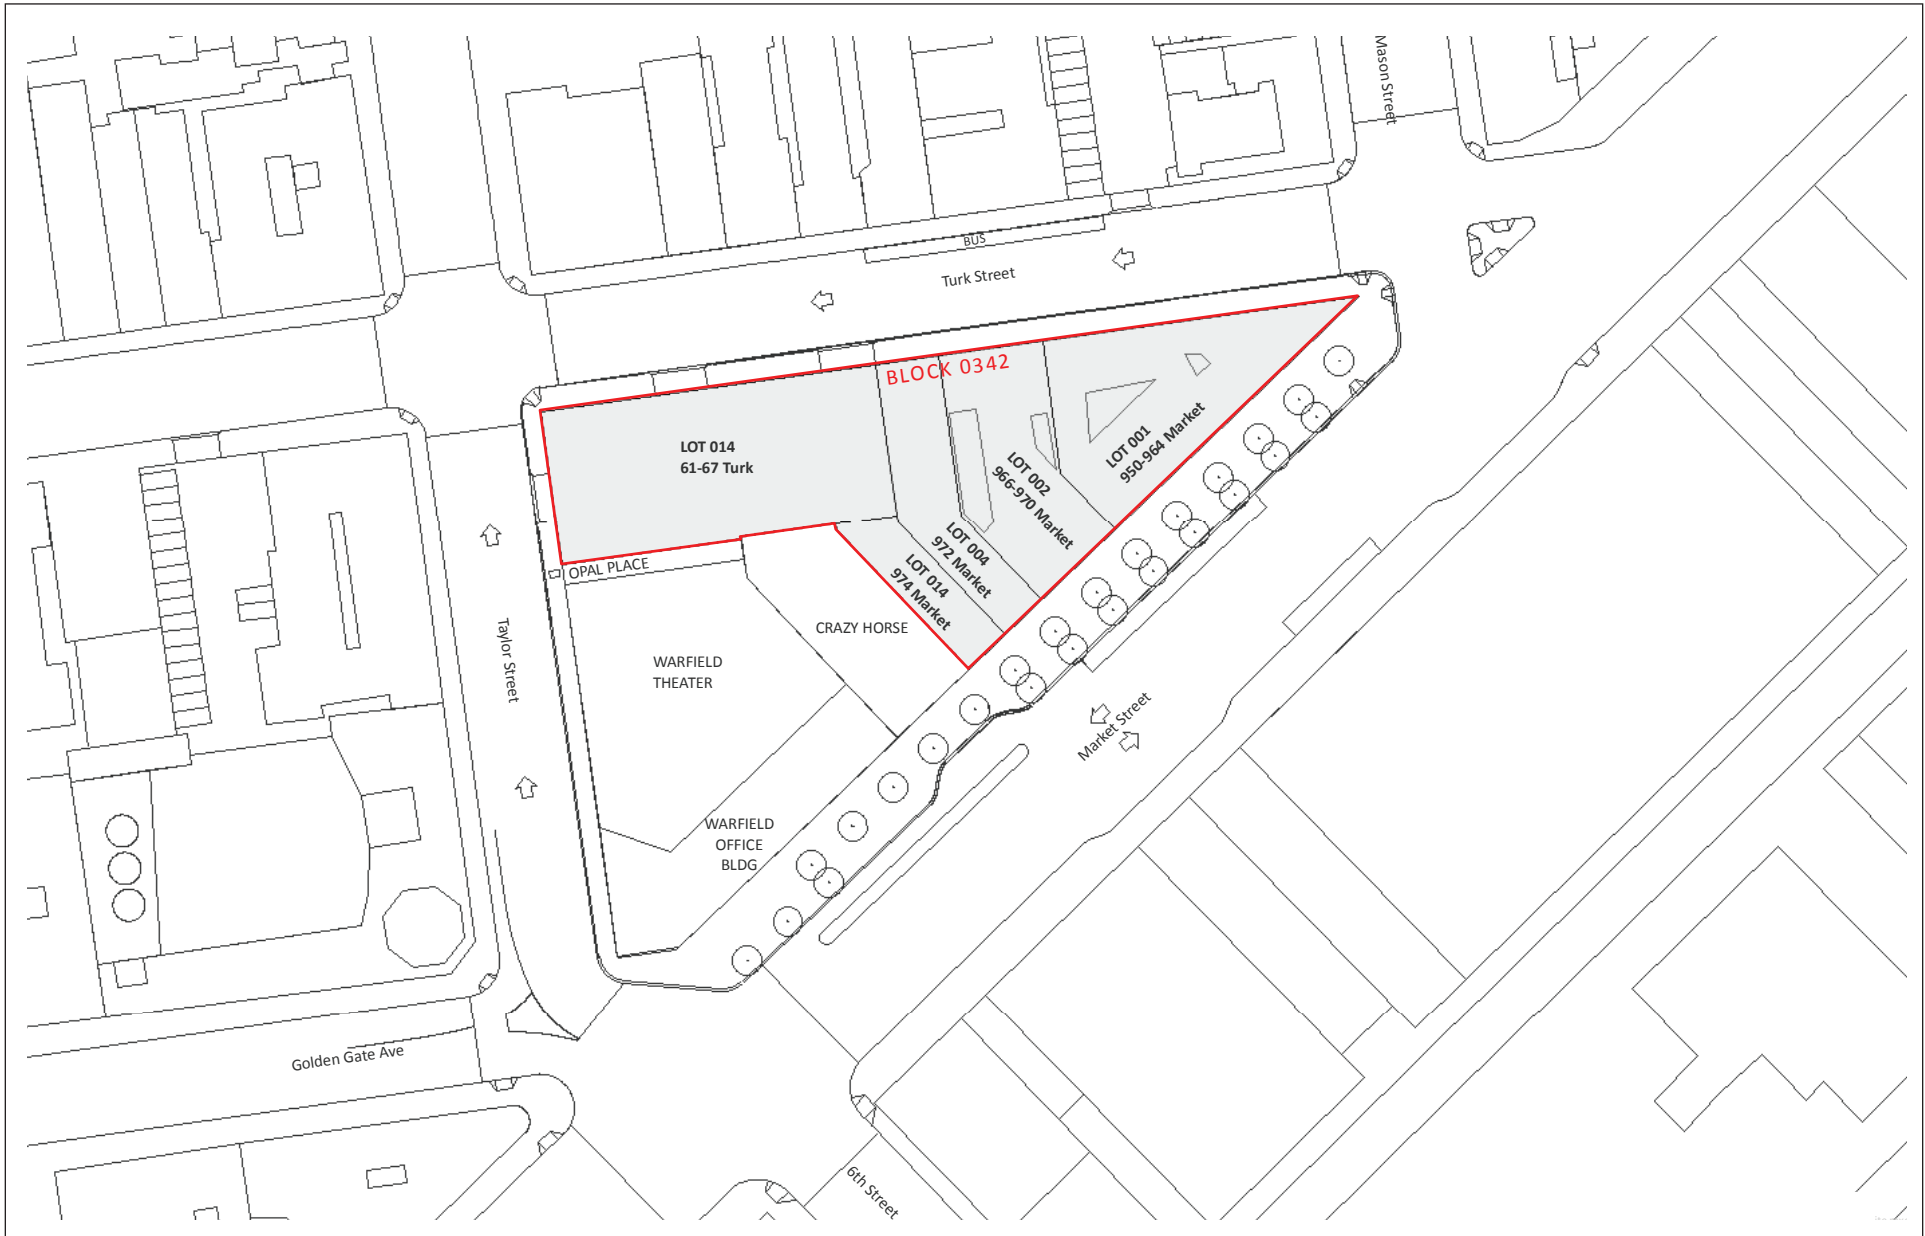 Mason Street
BUS
Turk Street
BLOCK 0342
LOT 014
61-67 Turk
LOT 001
950-964 Market
LOT 002
966-970 Market
LOT 004
972 Market
LOT 014
974 Market
OPAL PLACE
CRAZY HORSE
Taylor Street
WARFIELD
THEATER
Market Street
WARFIELD
OFFICE
BLDG
Golden Gate Ave
6th Street